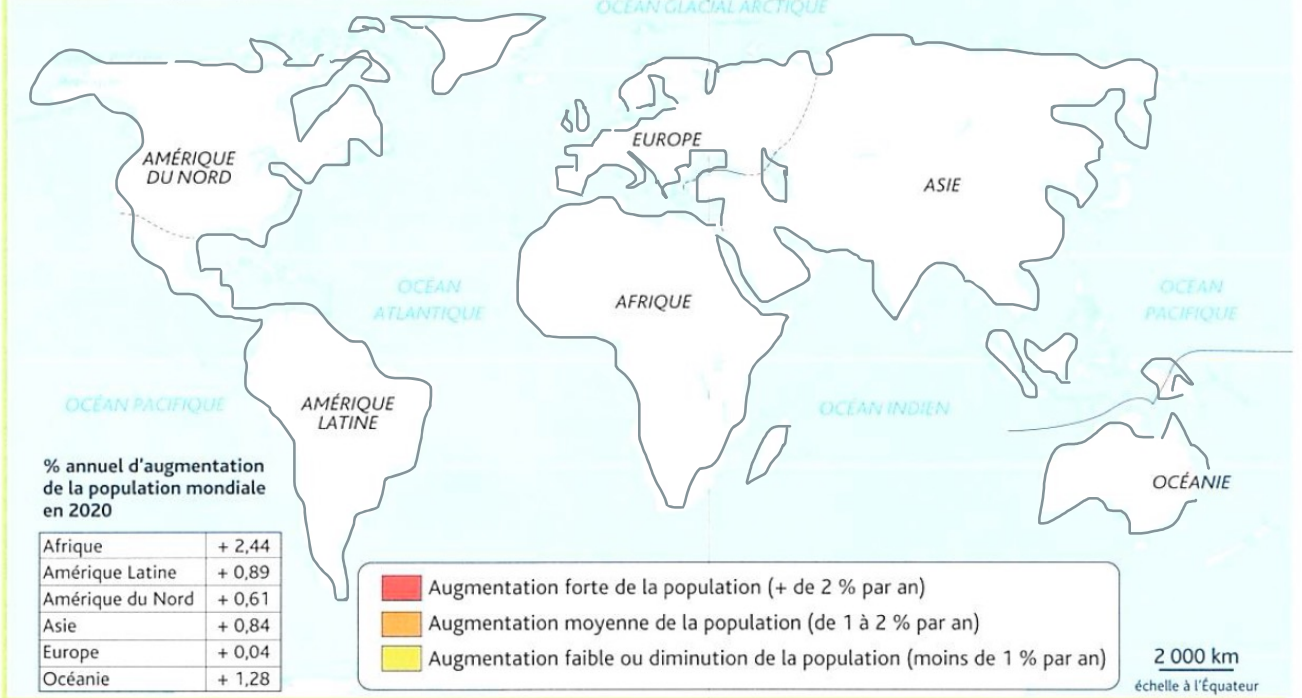 OCÉAN GLACIAL ARCTIQUE
AMÉRIQUE
DU NORD
EUROPE
ASIE
OCÉAN
ATLANTIQUE
AFRIQUE
OCÉAN
PACIFIQUE
OCÉAN PACIFIQUE
AMÉRIQUE
LATINE
OCÉAN INDIEN
OCÉANIE
% annuel d'augmentation
de la population mondiale
en 2020
Afrique + 2,44
Amérique Latine + 0,89
Amérique du Nord + 0,61
Asie + 0,84
Europe + 0,04
Océanie + 1,28
Augmentation forte de la population (+ de 2 % par an)
Augmentation moyenne de la population (de 1 à 2 % par an)
Augmentation faible ou diminution de la population (moins de 1 % par an)
2 000 km
échelle à l'Équateur